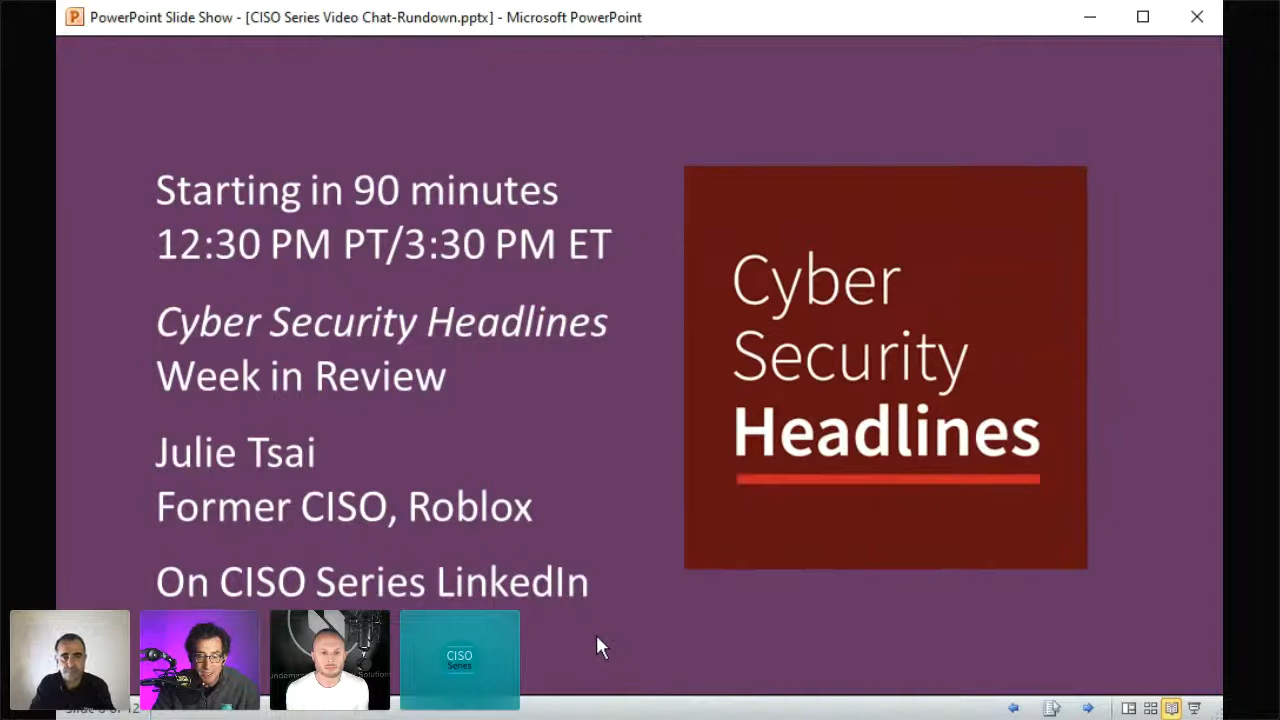 PowerPoint Slide Show - [CISO Series Video Chat-Rundown.pptx] - Microsoft PowerPoint
Starting in 90 minutes
12:30 PM PT/3:30 PM ET
Cyber Security Headlines
Week in Review
Julie Tsai
Former CISO, Roblox
On CISO Series LinkedIn
Cyber
Security
Headlines
CISO
Series